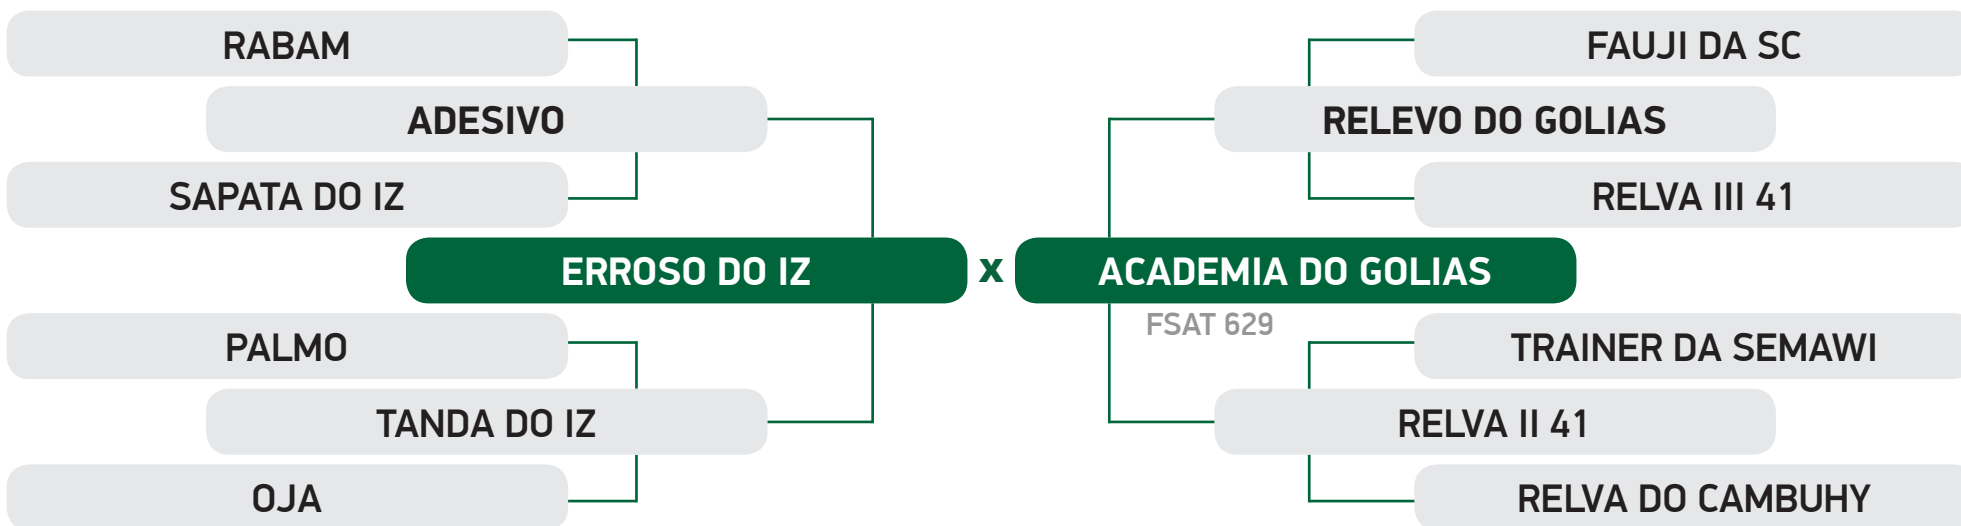 RABAM
FAUJI DA SC
ADESIVO
RELEVO DO GOLIAS
SAPATA DO IZ
RELVA III 41
ERROSO DO IZ x ACADEMIA DO GOLIAS
FSAT 629
PALMO
TRAINER DA SEMAWI
TANDA DO IZ
RELVA II 41
OJA
RELVA DO CAMBUHY